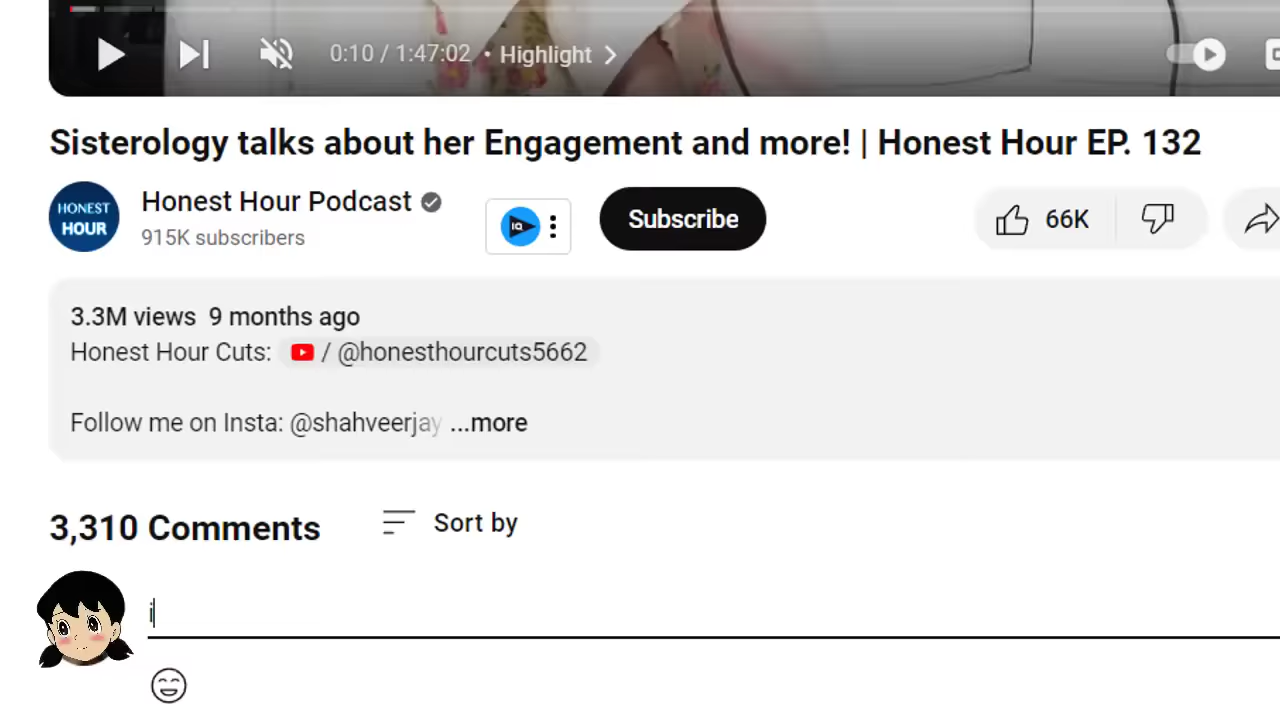 0:10 / 1:47:02 • Highlight
Sisterology talks about her Engagement and more! | Honest Hour EP. 132
HONEST
HOUR
Honest Hour Podcast
915K subscribers
IQ
Subscribe
66K
3.3M views 9 months ago
Honest Hour Cuts: / @honesthourcuts5662
Follow me on Insta: @shahveerjay ...more
3,310 Comments
Sort by
i